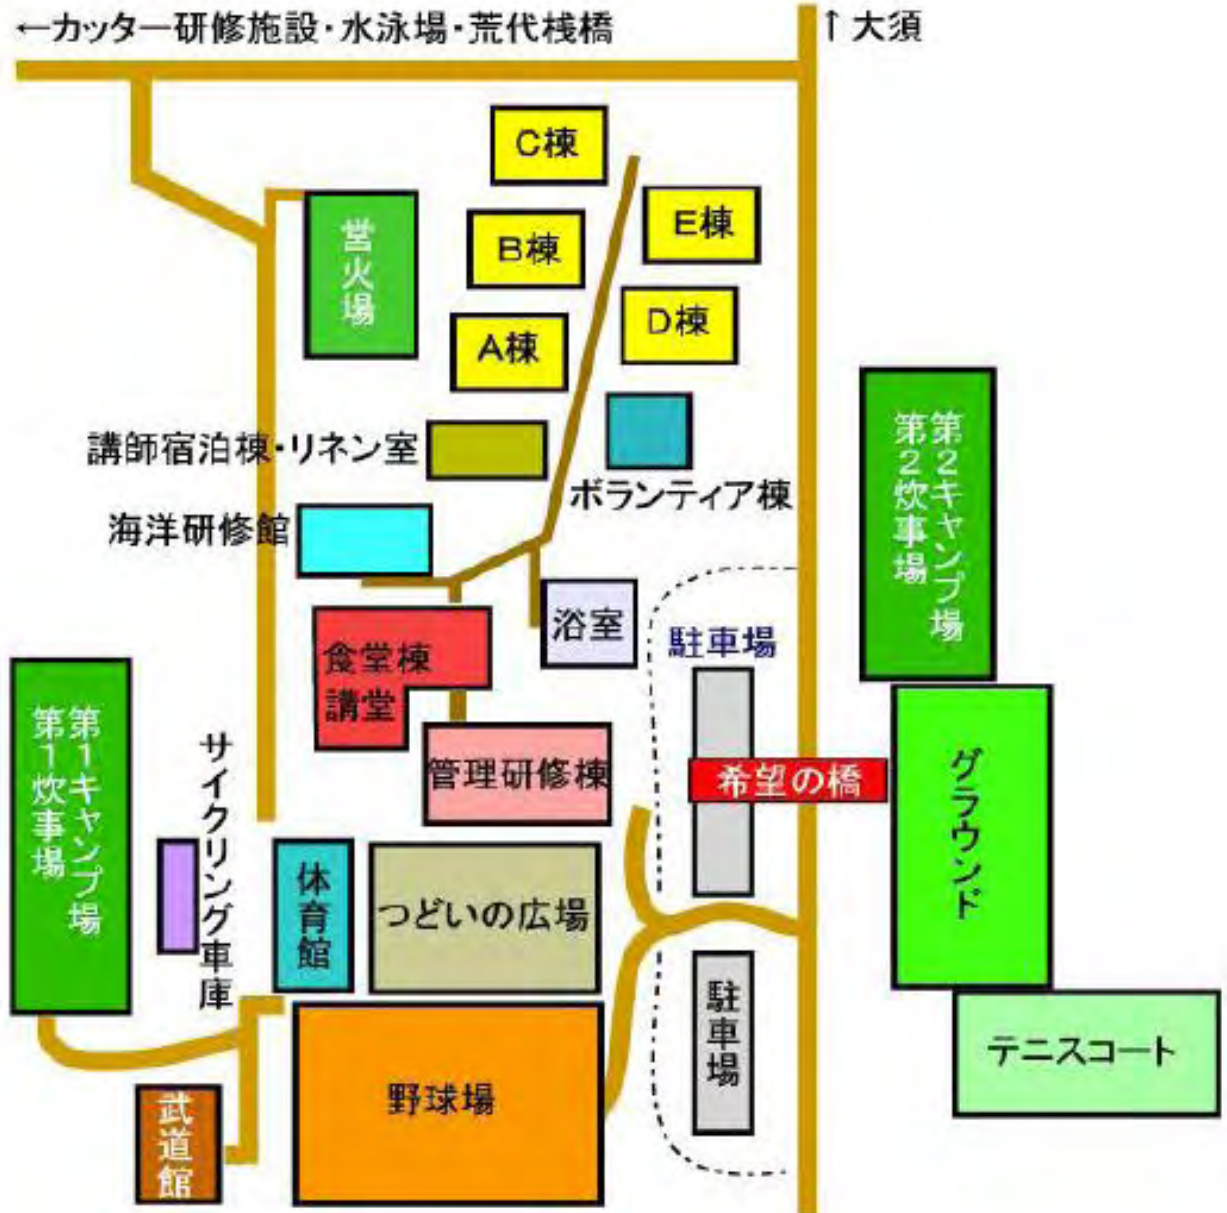 ←カッター研修施設・水泳場・荒代桟橋
↑大須
C棟
E棟
B棟
営火場
D棟
A棟
講師宿泊棟・リネン室
ボランティア棟
海洋研修館
第2キャンプ場
第2炊事場
浴室
駐車場
食堂棟
講堂
管理研修棟
希望の橋
グラウンド
第1キャンプ場
第1炊事場
サイクリング車庫
体育館
つどいの広場
駐車場
テニスコート
野球場
武道館